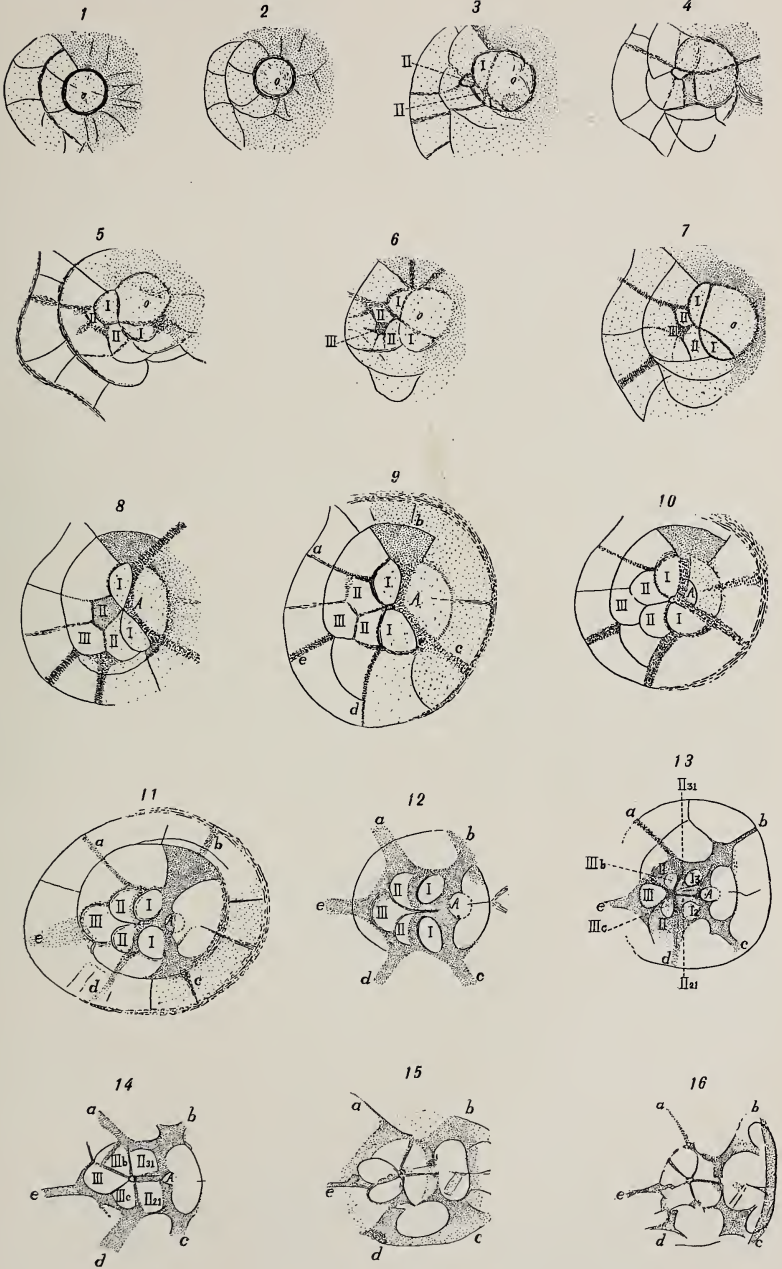 1 2 3 4
II I o
II
o
o
5 6 7
I o
II I
II
I o
II
III II I
I
II o
III
II I
8 9 10
I
II A
III II I
a b
I
II A
III II I
e c
d
I
II A
III II I
11 12 13
a b
II I
III A
II I
e
d c
a b
II I
e III A
II I
d c
II31
a b
IIIb II I3
III A
e II I2
IIIc
d c
II21
14 15 16
a b
IIIb II31
III A
e IIIc II21
d c
a b
e
d c
a b
e
d c